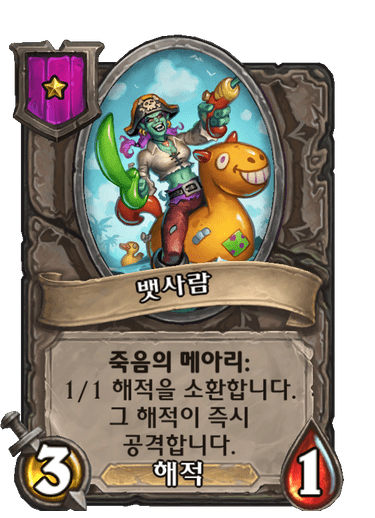 뱃사람
죽음의 메아리:
1/1 해적을 소환합니다.
그 해적이 즉시
공격합니다.
3
해적
1